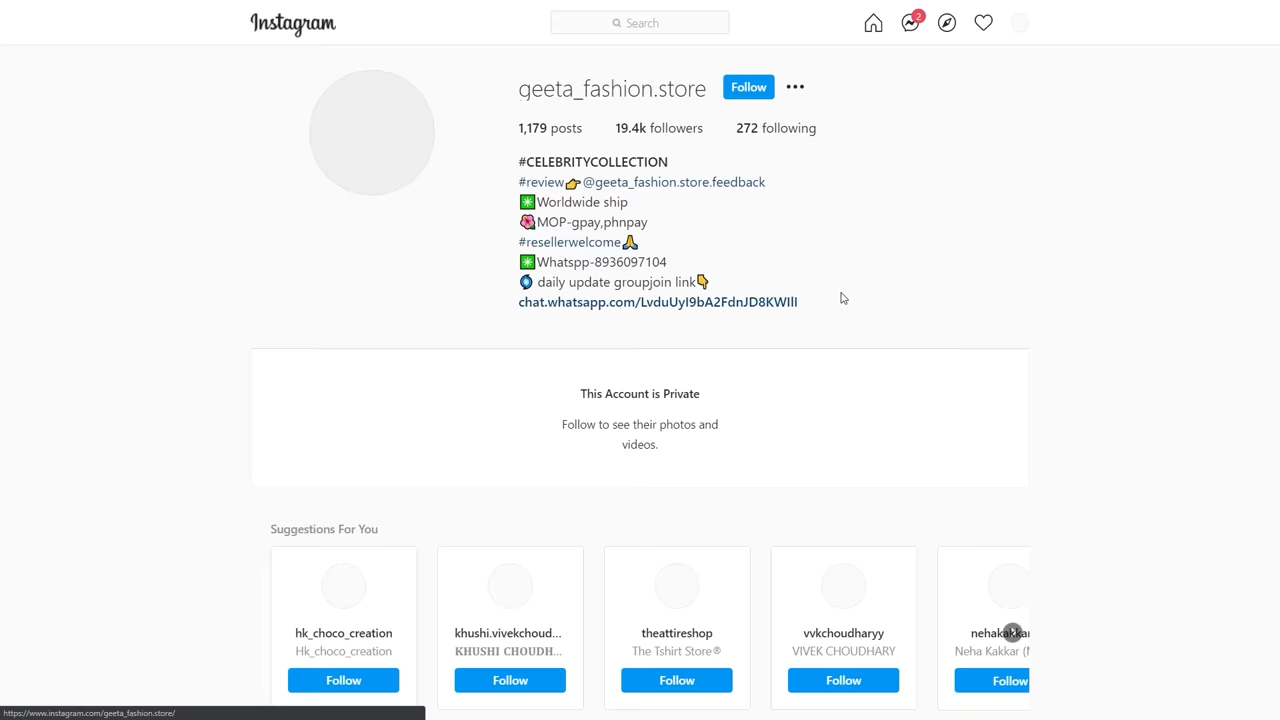 Instagram
Search
2
geeta_fashion.store Follow
1,179 posts 19.4k followers 272 following
#CELEBRITYCOLLECTION
#review👉@geeta_fashion.store.feedback
✳️Worldwide ship
🌺MOP-gpay,phnpay
#resellerwelcome🙏
✳️Whatspp-8936097104
🌀 daily update groupjoin link👇
chat.whatsapp.com/LvduUyI9bA2FdnJD8KWIlI
This Account is Private
Follow to see their photos and
videos.
Suggestions For You
hk_choco_creation khushi.vivekchoud... theattireshop vvkchoudharyy nehakakkar
Hk_choco_creation 𝐊𝐇𝐔𝐒𝐇𝐈 𝐂𝐇𝐎𝐔𝐃𝐇... The Tshirt Store® VIVEK CHOUDHARY Neha Kakkar (
Follow Follow Follow Follow Follow
https://www.instagram.com/geeta_fashion.store/